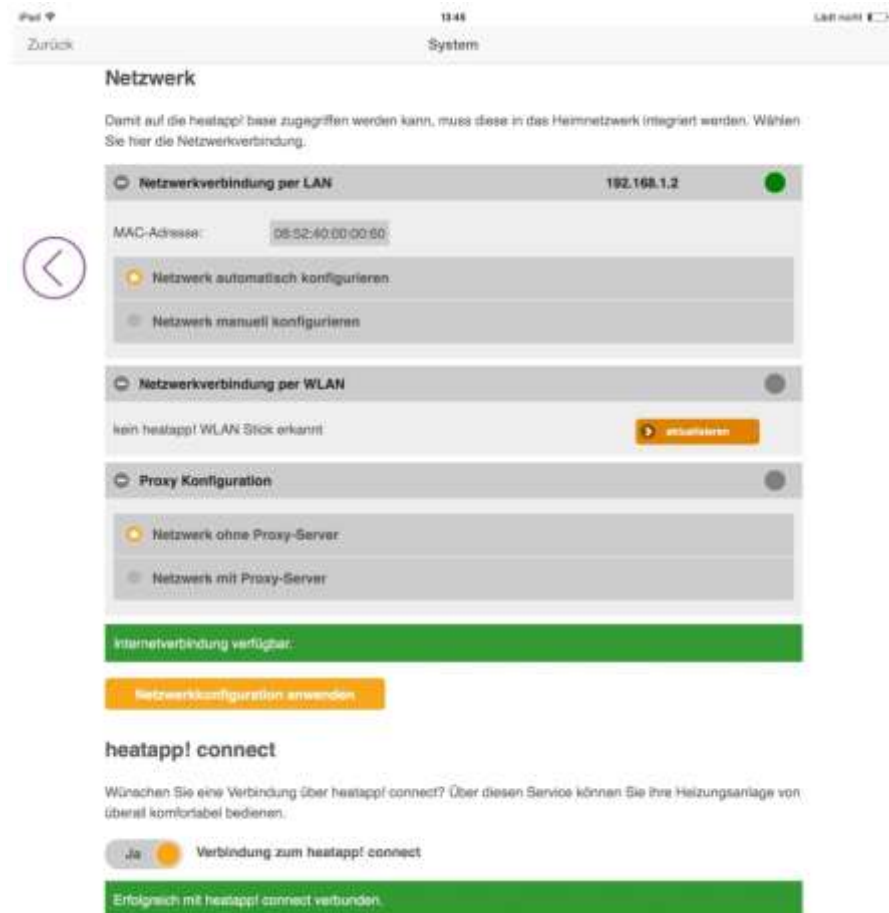 iPad
13:46
Lädt nicht
Zurück
System
Netzwerk
Damit auf die heatapp! base zugegriffen werden kann, muss diese in das Heimnetzwerk integriert werden. Wählen
Sie hier die Netzwerkverbindung.
Netzwerkverbindung per LAN 192.168.1.2
MAC-Adresse: 08:52:40:00:00:60
Netzwerk automatisch konfigurieren
Netzwerk manuell konfigurieren
Netzwerkverbindung per WLAN
kein heatapp! WLAN Stick erkannt
aktualisieren
Proxy Konfiguration
Netzwerk ohne Proxy-Server
Netzwerk mit Proxy-Server
Internetverbindung verfügbar.
Netzwerkkonfiguration anwenden
heatapp! connect
Wünschen Sie eine Verbindung über heatapp! connect? Über diesen Service können Sie Ihre Heizungsanlage von
überall komfortabel bedienen.
Ja
Verbindung zum heatapp! connect
Erfolgreich mit heatapp! connect verbunden.